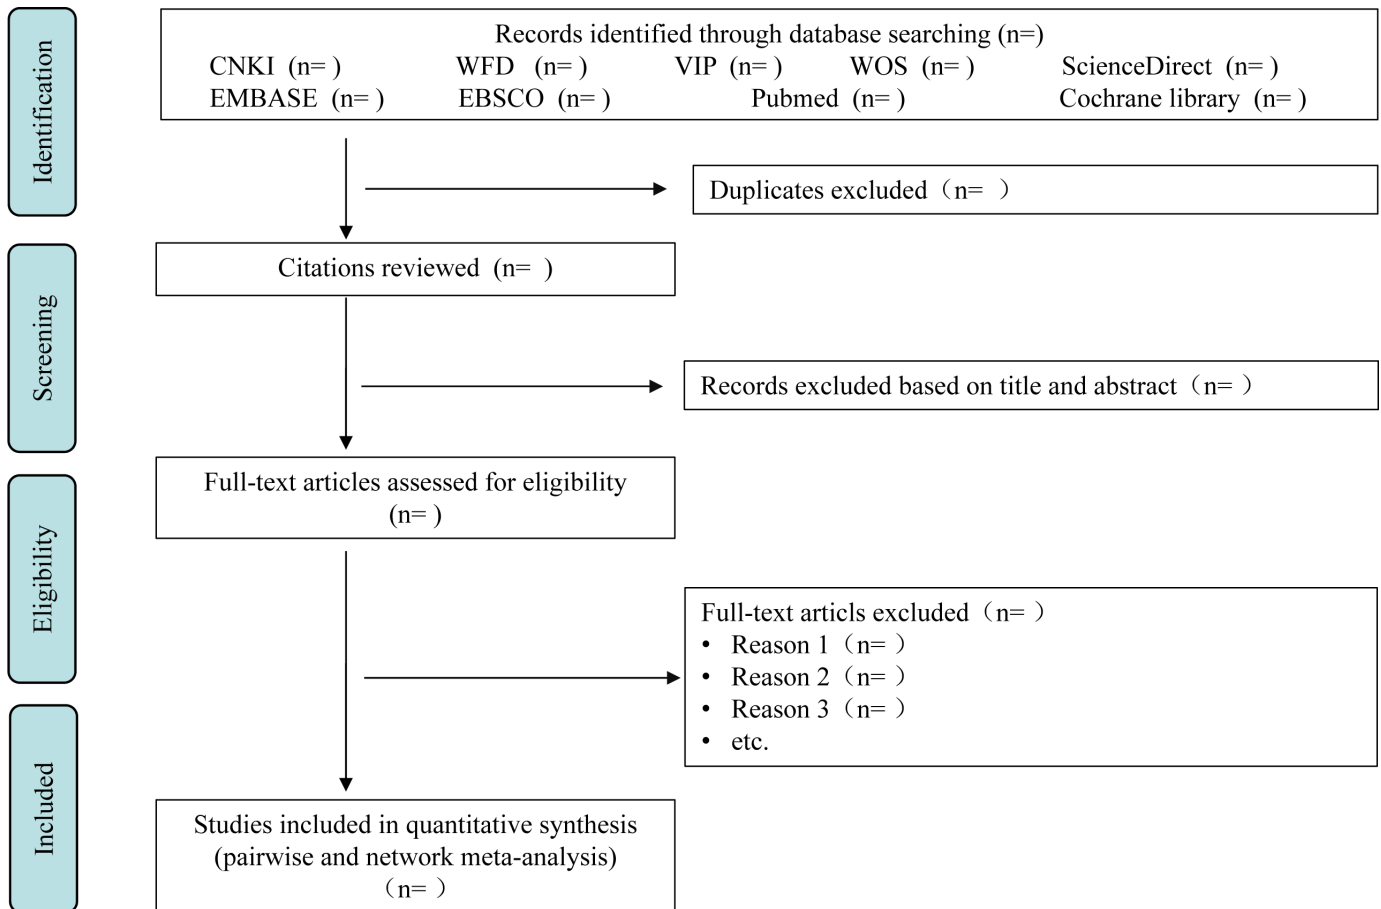 Identification
Records identified through database searching (n=)
CNKI (n= ) WFD (n= ) VIP (n= ) WOS (n= ) ScienceDirect (n= )
EMBASE (n= ) EBSCO (n= ) Pubmed (n= ) Cochrane library (n= )
Duplicates excluded（n= ）
Screening
Citations reviewed (n= )
Records excluded based on title and abstract（n= ）
Eligibility
Full-text articles assessed for eligibility
(n= )
Full-text articls excluded（n= ）
• Reason 1（n= ）
• Reason 2（n= ）
• Reason 3（n= ）
• etc.
Included
Studies included in quantitative synthesis
(pairwise and network meta-analysis)
（n= ）